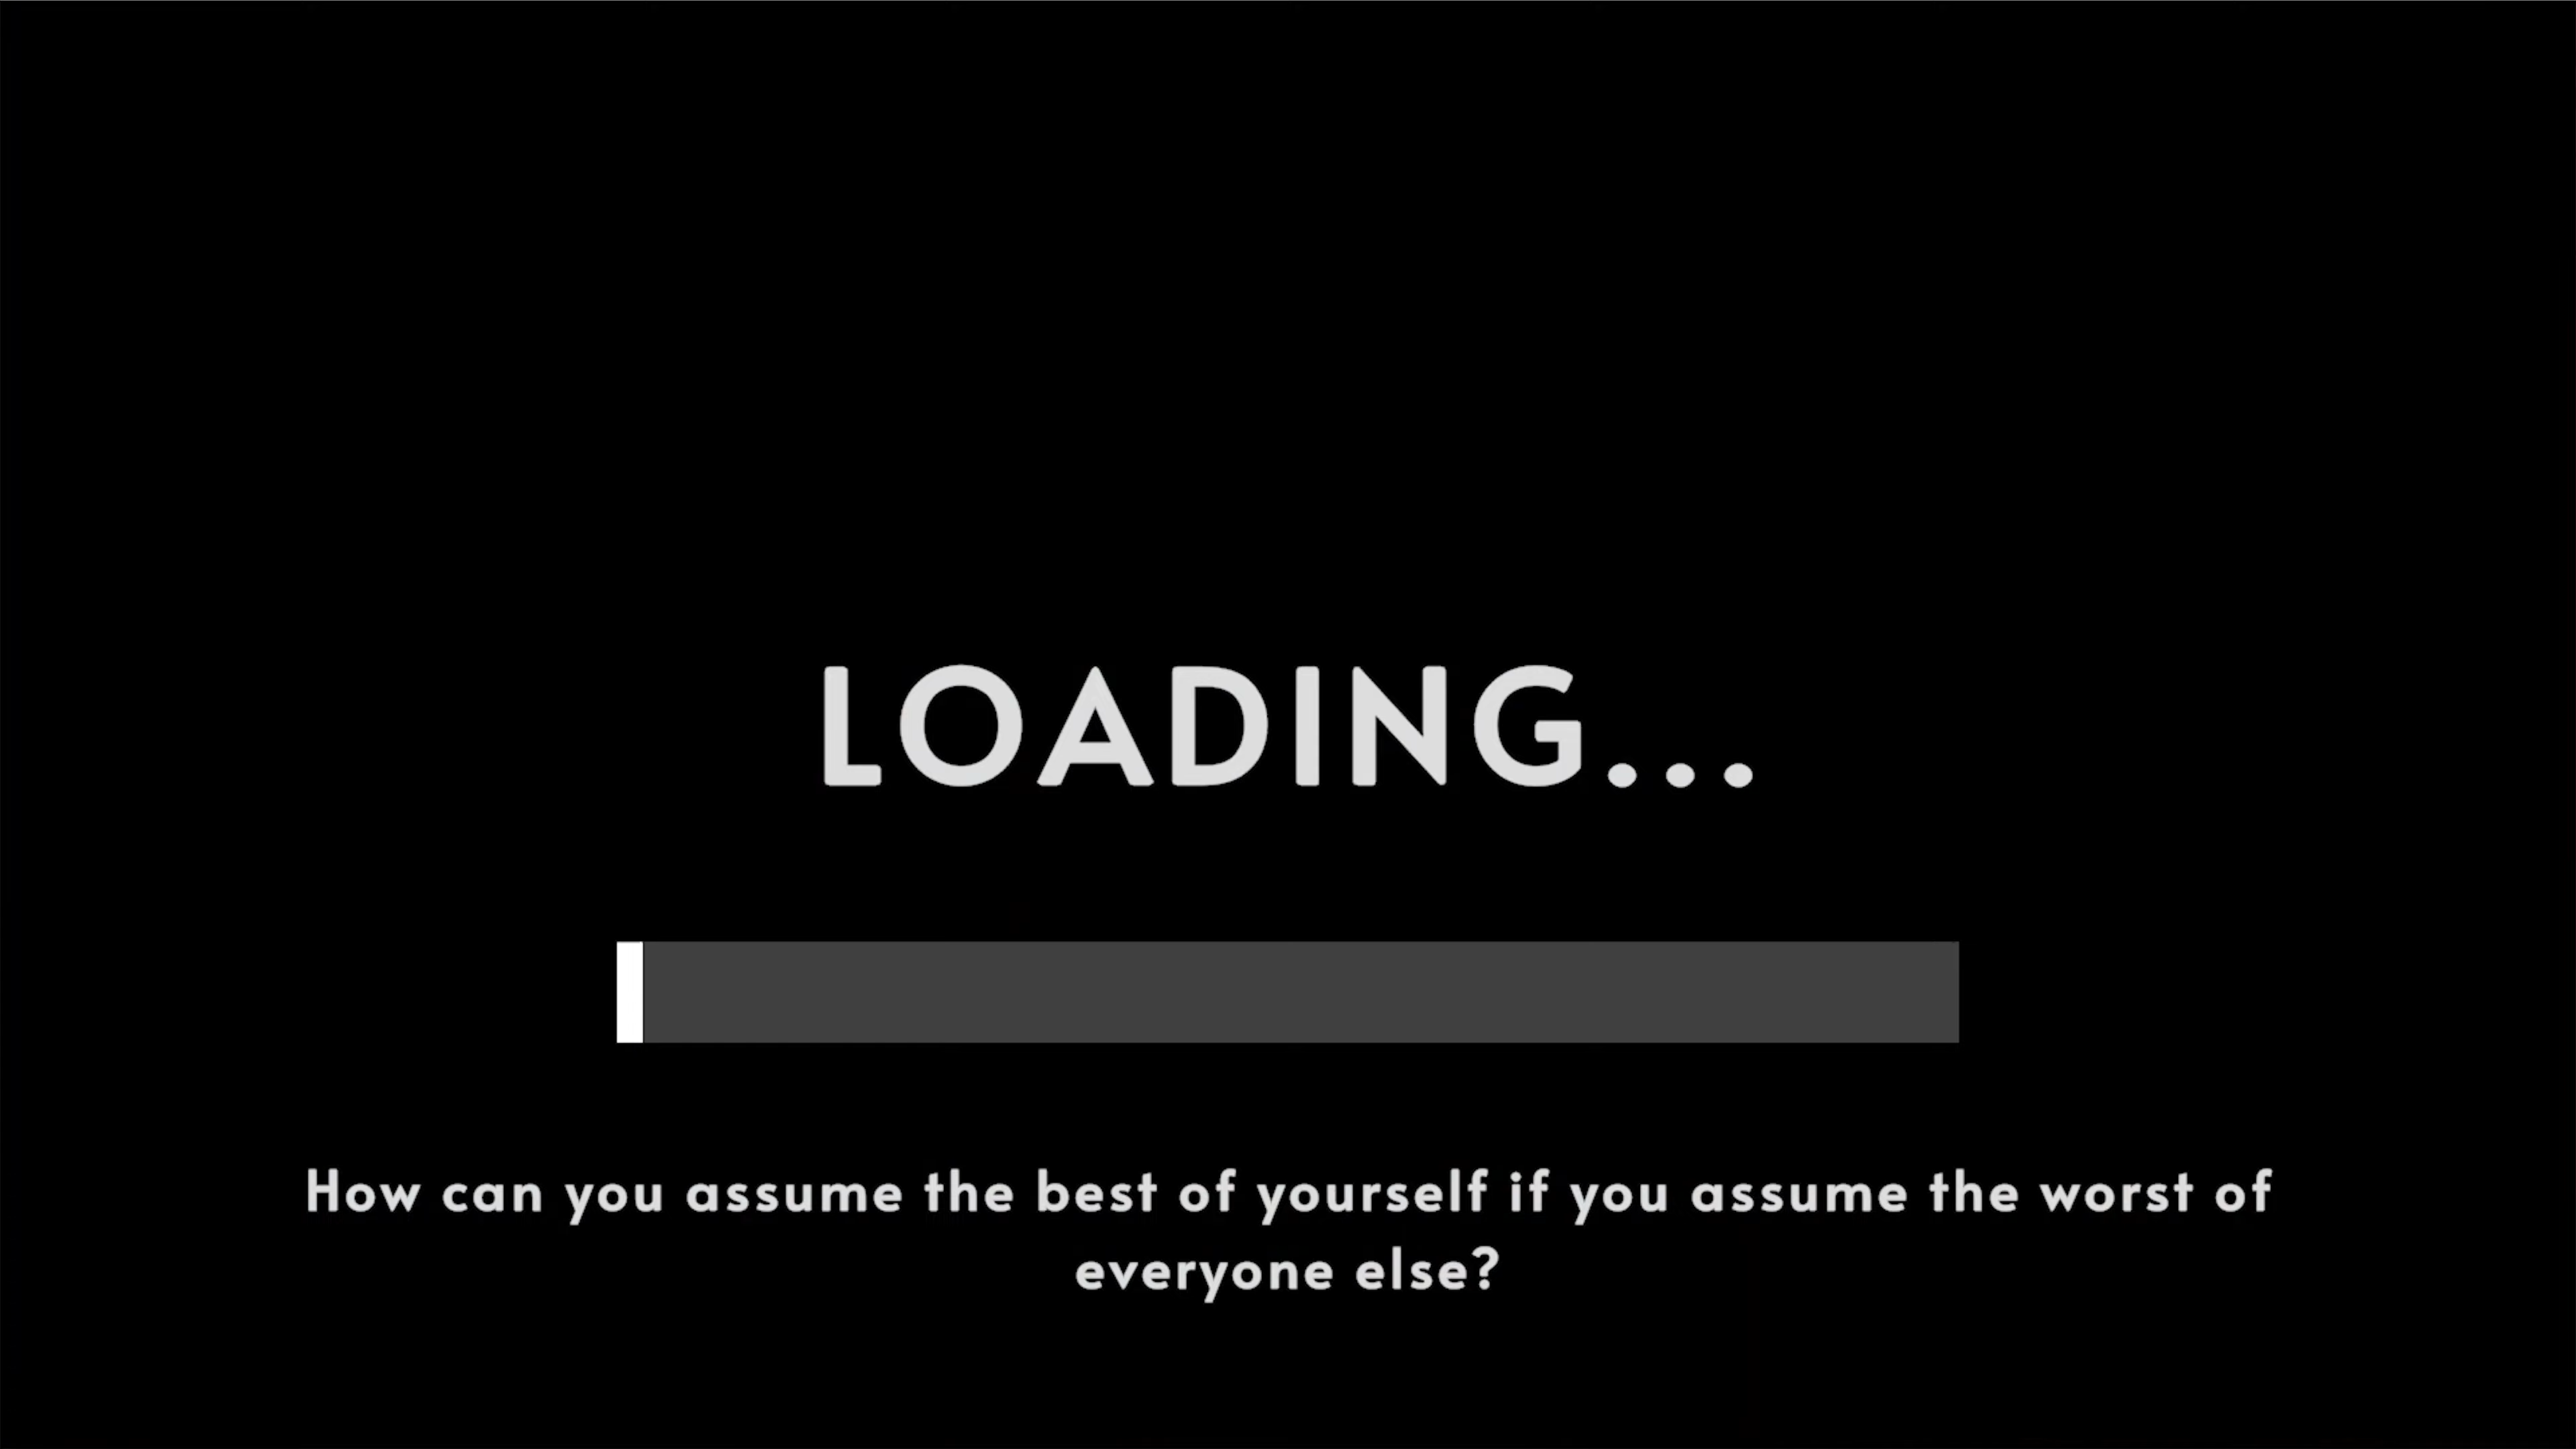 LOADING...
How can you assume the best of yourself if you assume the worst of
everyone else?